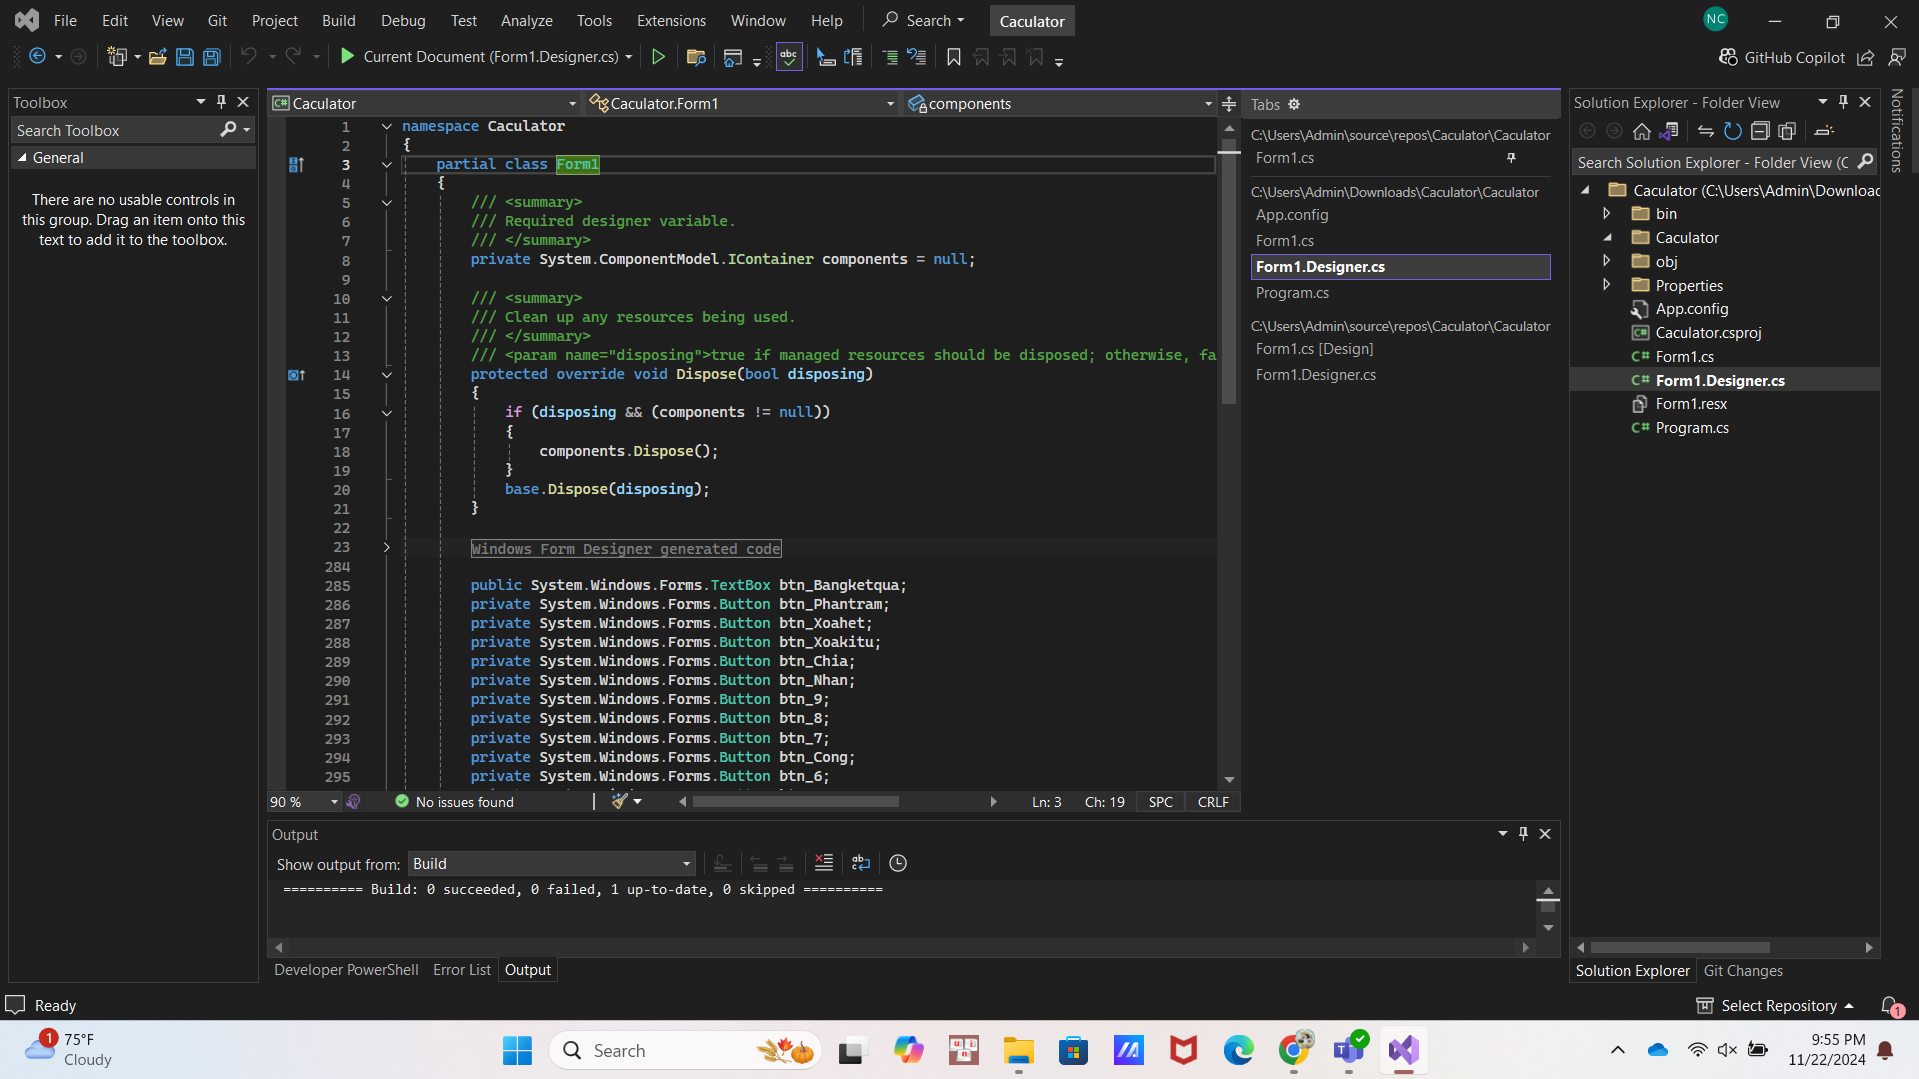 File Edit View Git Project Build Debug Test Analyze Tools Extensions Window Help Search Caculator NC
Current Document (Form1.Designer.cs) abc GitHub Copilot
Toolbox
Search Toolbox
General
There are no usable controls in
this group. Drag an item onto this
text to add it to the toolbox.
C# Caculator Caculator.Form1 components
1 namespace Caculator
2 {
3 partial class Form1
4 {
5 /// <summary>
6 /// Required designer variable.
7 /// </summary>
8 private System.ComponentModel.IContainer components = null;
9
10 /// <summary>
11 /// Clean up any resources being used.
12 /// </summary>
13 /// <param name="disposing">true if managed resources should be disposed; otherwise, fa
14 protected override void Dispose(bool disposing)
15 {
16 if (disposing && (components != null))
17 {
18 components.Dispose();
19 }
20 base.Dispose(disposing);
21 }
22
23 Windows Form Designer generated code
284
285 public System.Windows.Forms.TextBox btn_Bangketqua;
286 private System.Windows.Forms.Button btn_Phantram;
287 private System.Windows.Forms.Button btn_Xoahet;
288 private System.Windows.Forms.Button btn_Xoakitu;
289 private System.Windows.Forms.Button btn_Chia;
290 private System.Windows.Forms.Button btn_Nhan;
291 private System.Windows.Forms.Button btn_9;
292 private System.Windows.Forms.Button btn_8;
293 private System.Windows.Forms.Button btn_7;
294 private System.Windows.Forms.Button btn_Cong;
295 private System.Windows.Forms.Button btn_6;
90 % No issues found Ln: 3 Ch: 19 SPC CRLF
Tabs
C:\Users\Admin\source\repos\Caculator\Caculator
Form1.cs
C:\Users\Admin\Downloads\Caculator\Caculator
App.config
Form1.cs
Form1.Designer.cs
Program.cs
C:\Users\Admin\source\repos\Caculator\Caculator
Form1.cs [Design]
Form1.Designer.cs
Solution Explorer - Folder View
Search Solution Explorer - Folder View (C
Caculator (C:\Users\Admin\Downloac
bin
Caculator
obj
Properties
App.config
C# Caculator.csproj
C# Form1.cs
C# Form1.Designer.cs
Form1.resx
C# Program.cs
Notifications
Output
Show output from: Build
========== Build: 0 succeeded, 0 failed, 1 up-to-date, 0 skipped ==========
Developer PowerShell Error List Output
Solution Explorer Git Changes
Ready Select Repository 1
1 75°F
Cloudy
Search
9:55 PM
11/22/2024